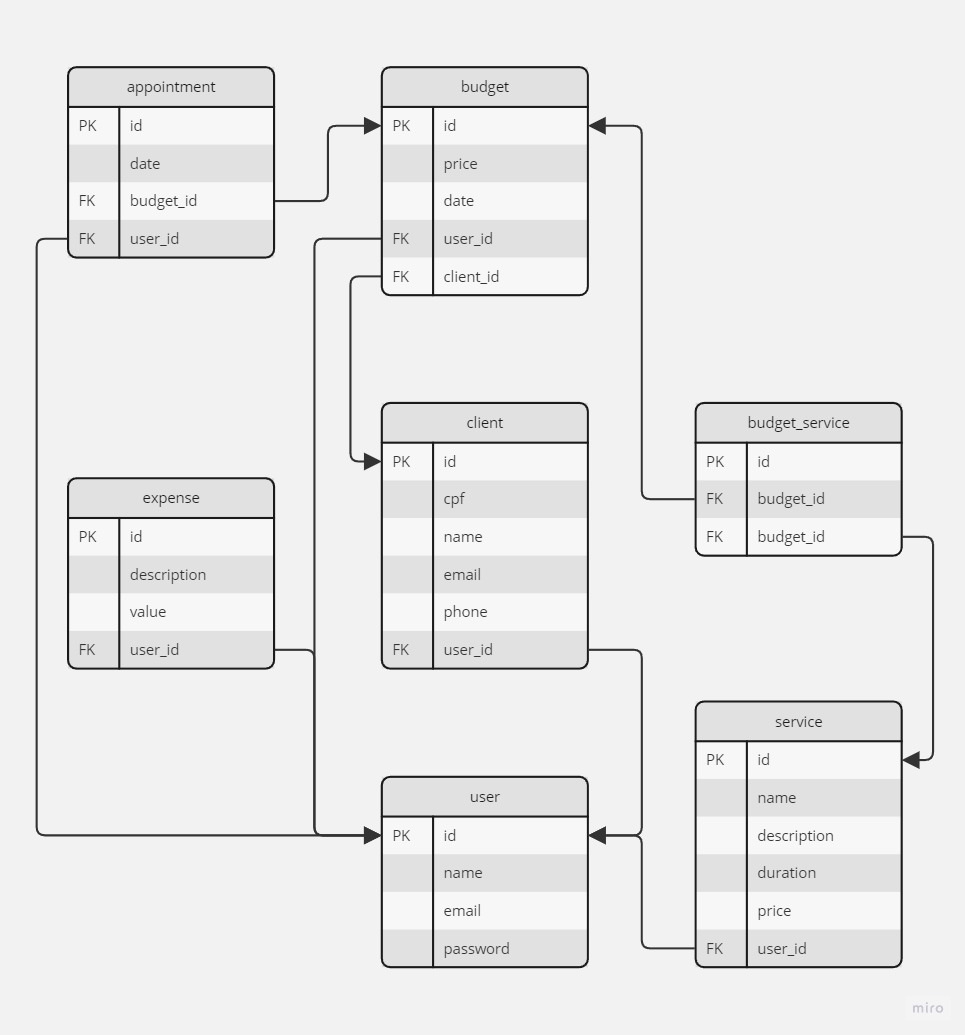 appointment
PK id
date
FK budget_id
FK user_id
budget
PK id
price
date
FK user_id
FK client_id
client
PK id
cpf
name
email
phone
FK user_id
budget_service
PK id
FK budget_id
FK budget_id
expense
PK id
description
value
FK user_id
service
PK id
name
description
duration
price
FK user_id
user
PK id
name
email
password
miro